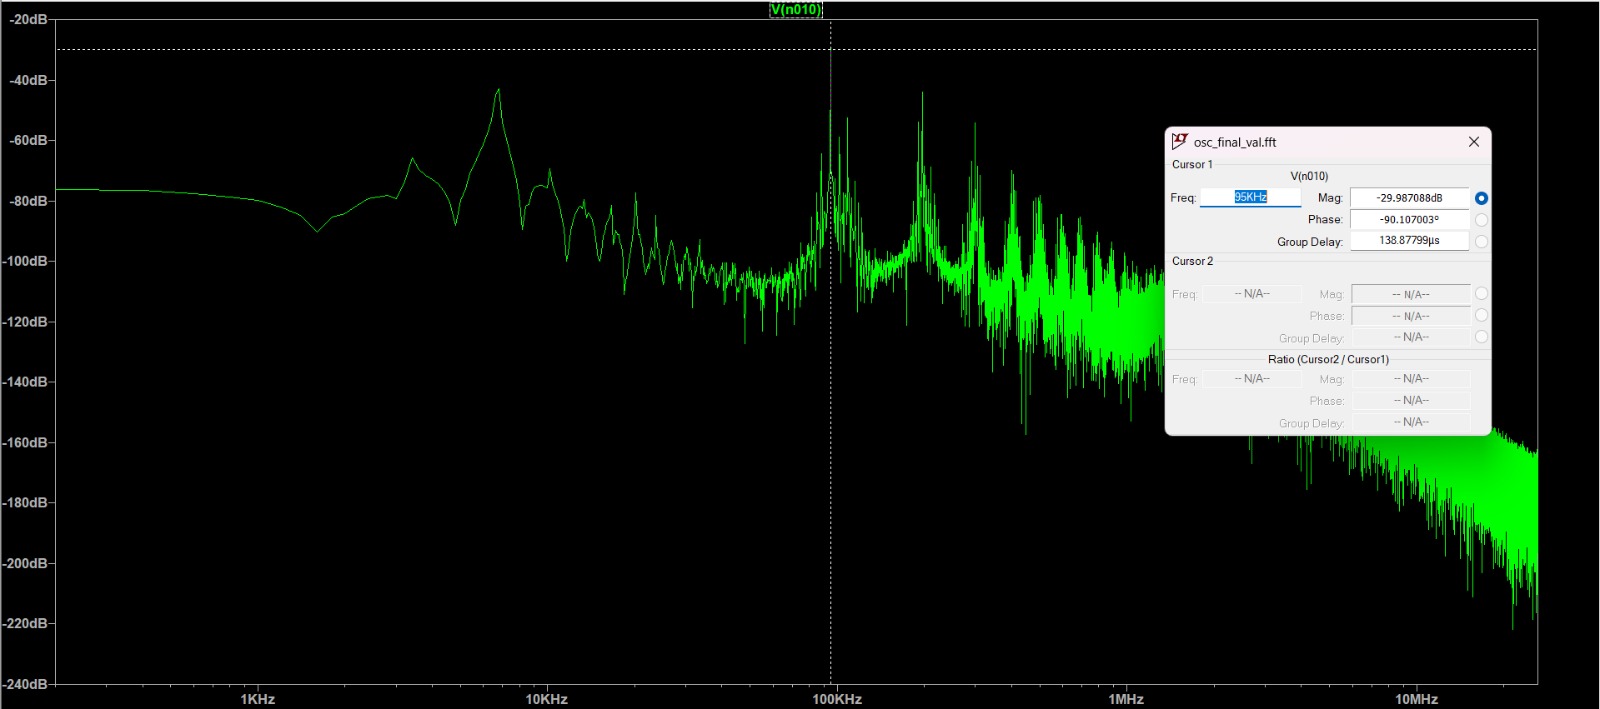 V(n010)
-20dB
-40dB
-60dB
-80dB
-100dB
-120dB
-140dB
-160dB
-180dB
-200dB
-220dB
-240dB
1KHz 10KHz 100KHz 1MHz 10MHz
osc_final_val.fft
Cursor 1
V(n010)
Freq: 95KHz Mag: -29.987088dB
Phase: -90.107003°
Group Delay: 138.87799µs
Cursor 2
Freq: -- N/A-- Mag: -- N/A--
Phase: -- N/A--
Group Delay: -- N/A--
Ratio (Cursor2 / Cursor1)
Freq: -- N/A-- Mag: -- N/A--
Phase: -- N/A--
Group Delay: -- N/A--